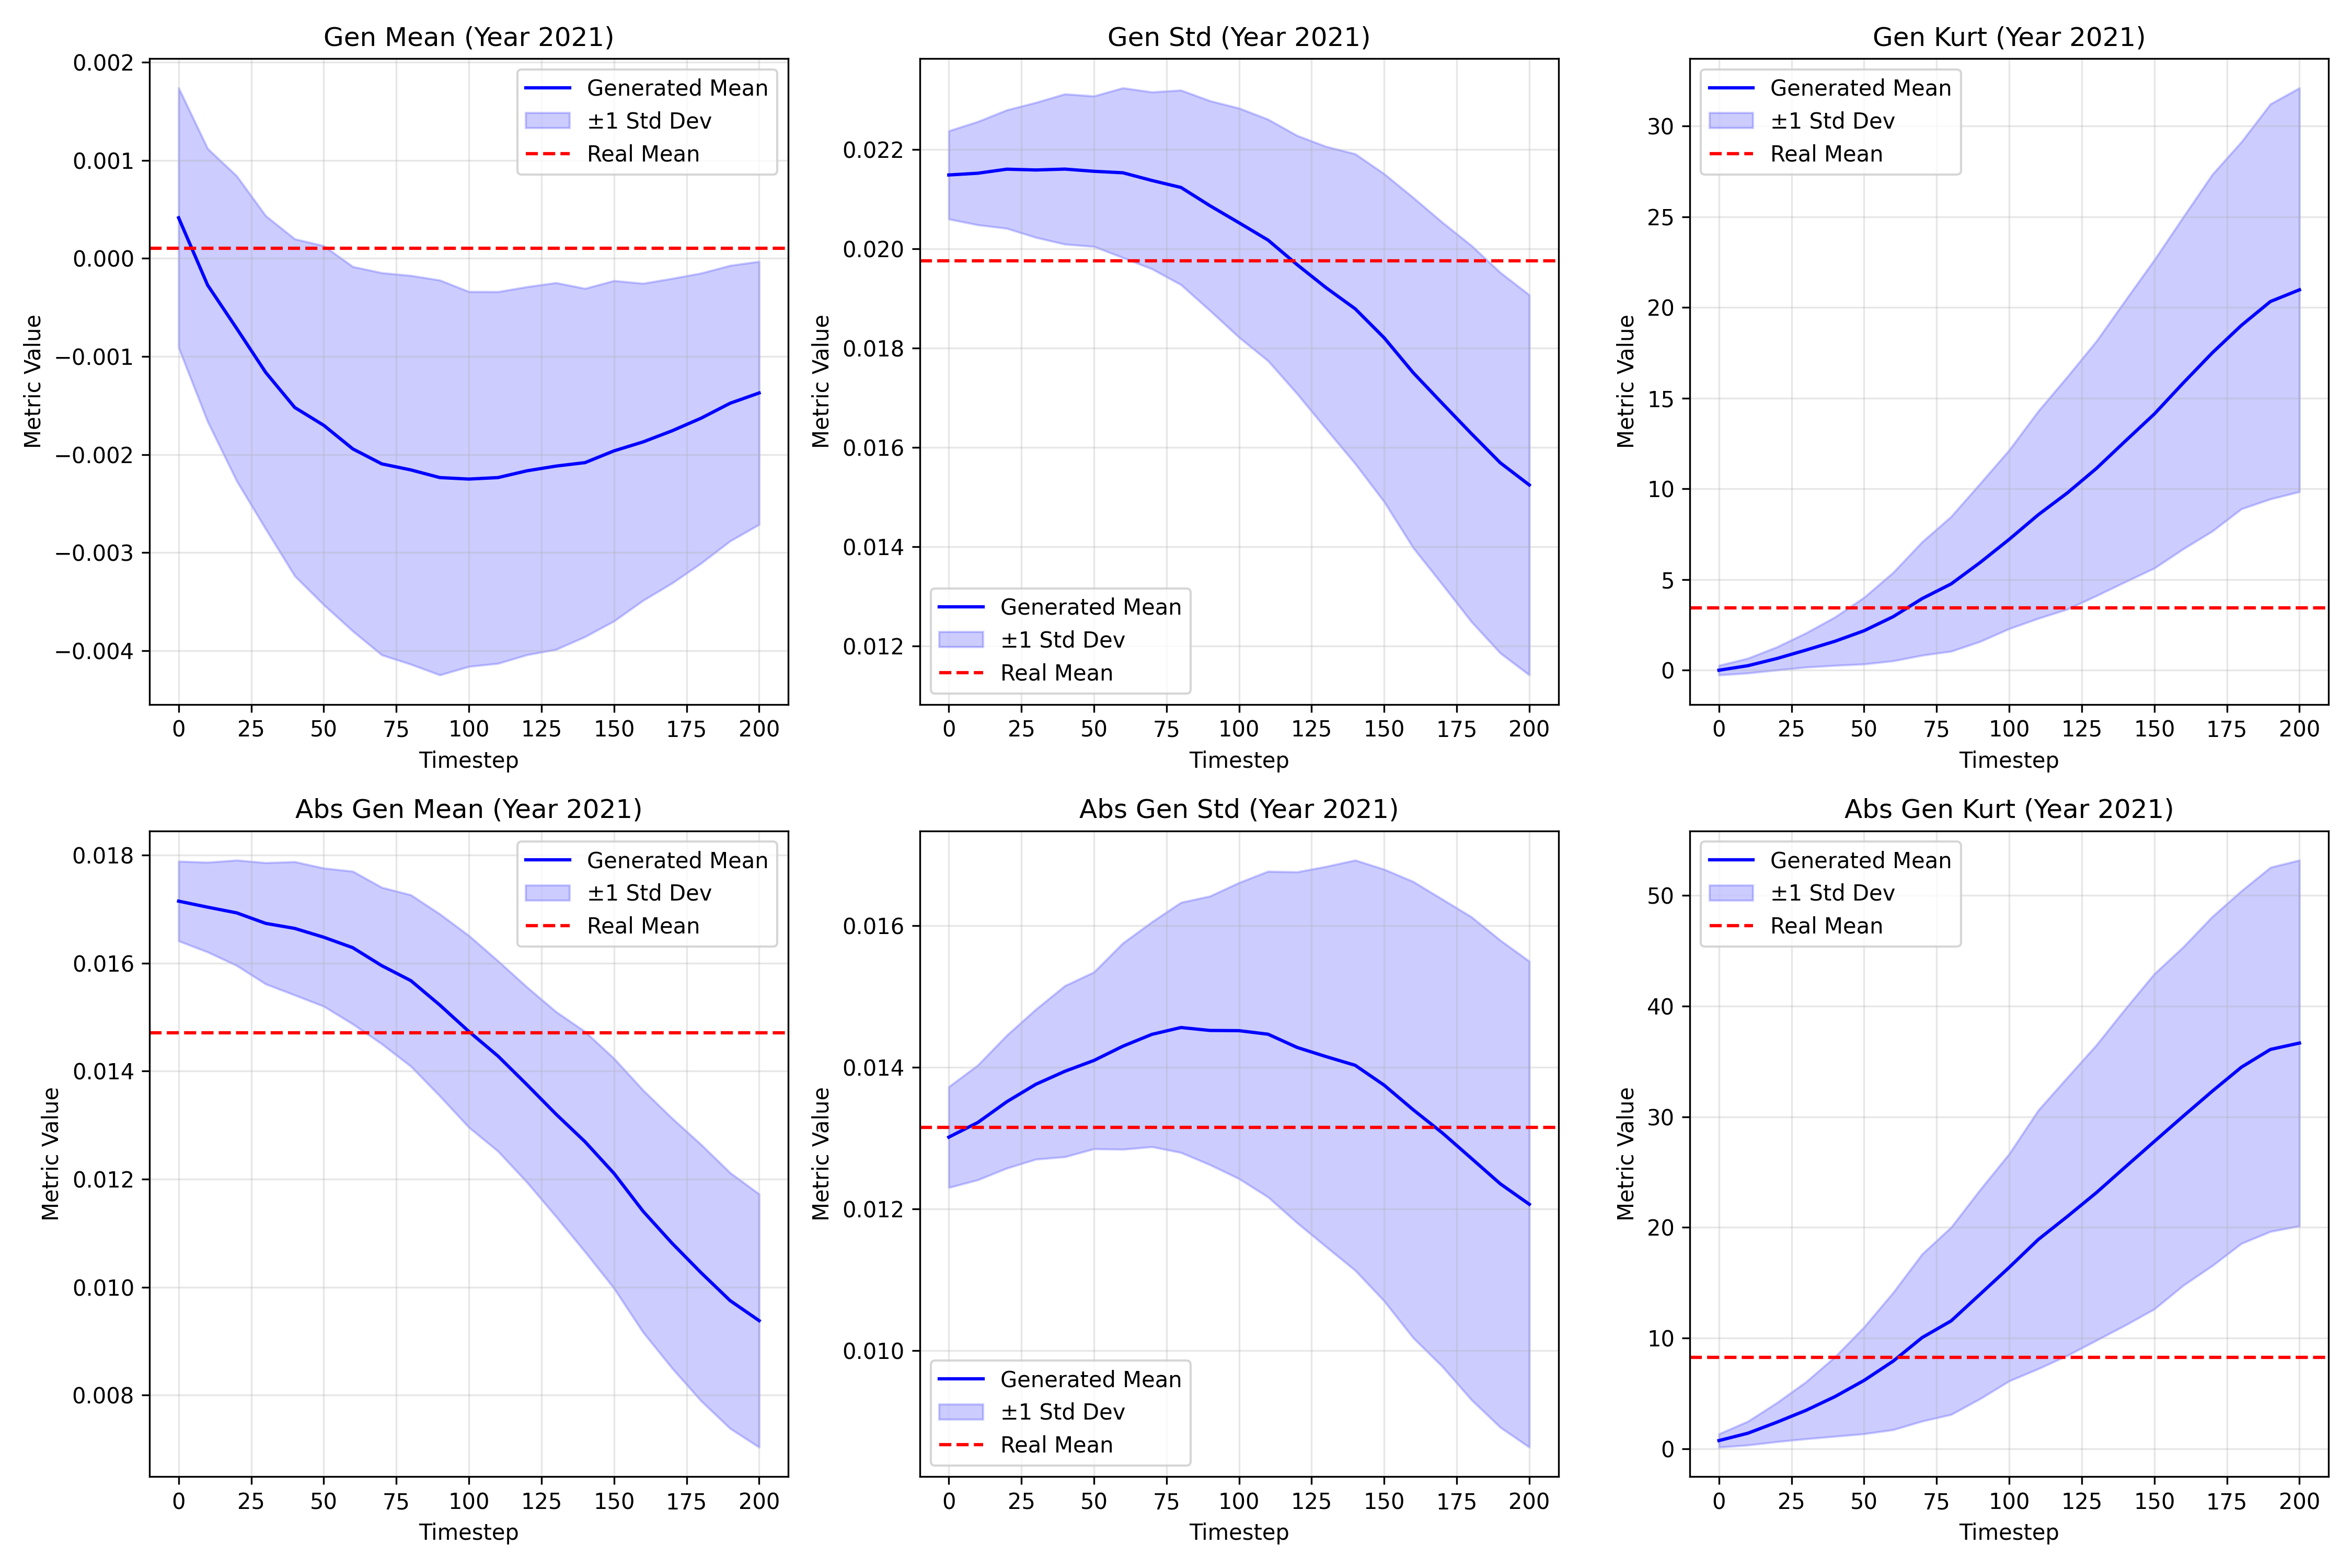 Gen Mean (Year 2021)
Metric Value
0.002
0.001
0.000
−0.001
−0.002
−0.003
−0.004
Generated Mean
±1 Std Dev
Real Mean
0 25 50 75 100 125 150 175 200
Timestep
Gen Std (Year 2021)
Metric Value
0.022
0.020
0.018
0.016
0.014
0.012
Generated Mean
±1 Std Dev
Real Mean
0 25 50 75 100 125 150 175 200
Timestep
Gen Kurt (Year 2021)
Metric Value
30
25
20
15
10
5
0
Generated Mean
±1 Std Dev
Real Mean
0 25 50 75 100 125 150 175 200
Timestep
Abs Gen Mean (Year 2021)
Metric Value
0.018
0.016
0.014
0.012
0.010
0.008
Generated Mean
±1 Std Dev
Real Mean
0 25 50 75 100 125 150 175 200
Timestep
Abs Gen Std (Year 2021)
Metric Value
0.016
0.014
0.012
0.010
Generated Mean
±1 Std Dev
Real Mean
0 25 50 75 100 125 150 175 200
Timestep
Abs Gen Kurt (Year 2021)
Metric Value
50
40
30
20
10
0
Generated Mean
±1 Std Dev
Real Mean
0 25 50 75 100 125 150 175 200
Timestep